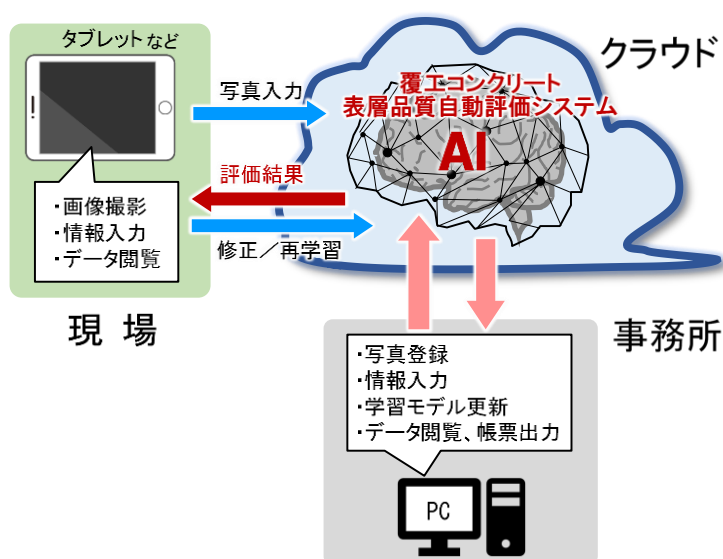 タブレットなど
クラウド
写真入力
覆工コンクリート
表層品質自動評価システム
AI
評価結果
・画像撮影
・情報入力
・データ閲覧
修正／再学習
現場
事務所
・写真登録
・情報入力
・学習モデル更新
・データ閲覧、帳票出力
PC